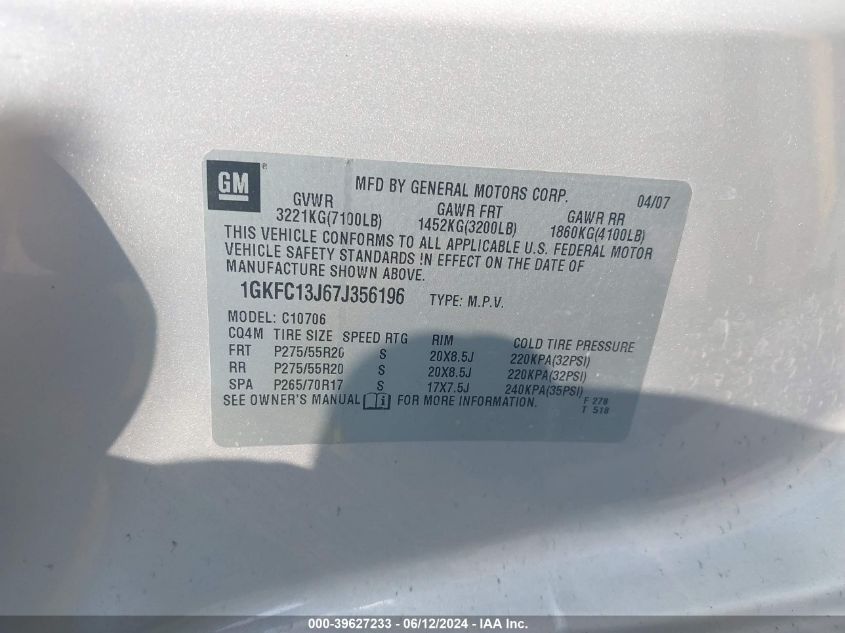 GM ®
MFD BY GENERAL MOTORS CORP. 04/07
GVWR GAWR FRT GAWR RR
3221KG(7100LB) 1452KG(3200LB) 1860KG(4100LB)
THIS VEHICLE CONFORMS TO ALL APPLICABLE U.S. FEDERAL MOTOR
VEHICLE SAFETY STANDARDS IN EFFECT ON THE DATE OF
MANUFACTURE SHOWN ABOVE.
1GKFC13J67J356196 TYPE: M.P.V.
MODEL: C10706
CQ4M TIRE SIZE SPEED RTG RIM COLD TIRE PRESSURE
FRT P275/55R20 S 20X8.5J 220KPA(32PSI)
RR P275/55R20 S 20X8.5J 220KPA(32PSI)
SPA P265/70R17 S 17X7.5J 240KPA(35PSI)
SEE OWNER'S MANUAL i FOR MORE INFORMATION. F 278
T 518
000-39627233 - 06/12/2024 - IAA Inc.